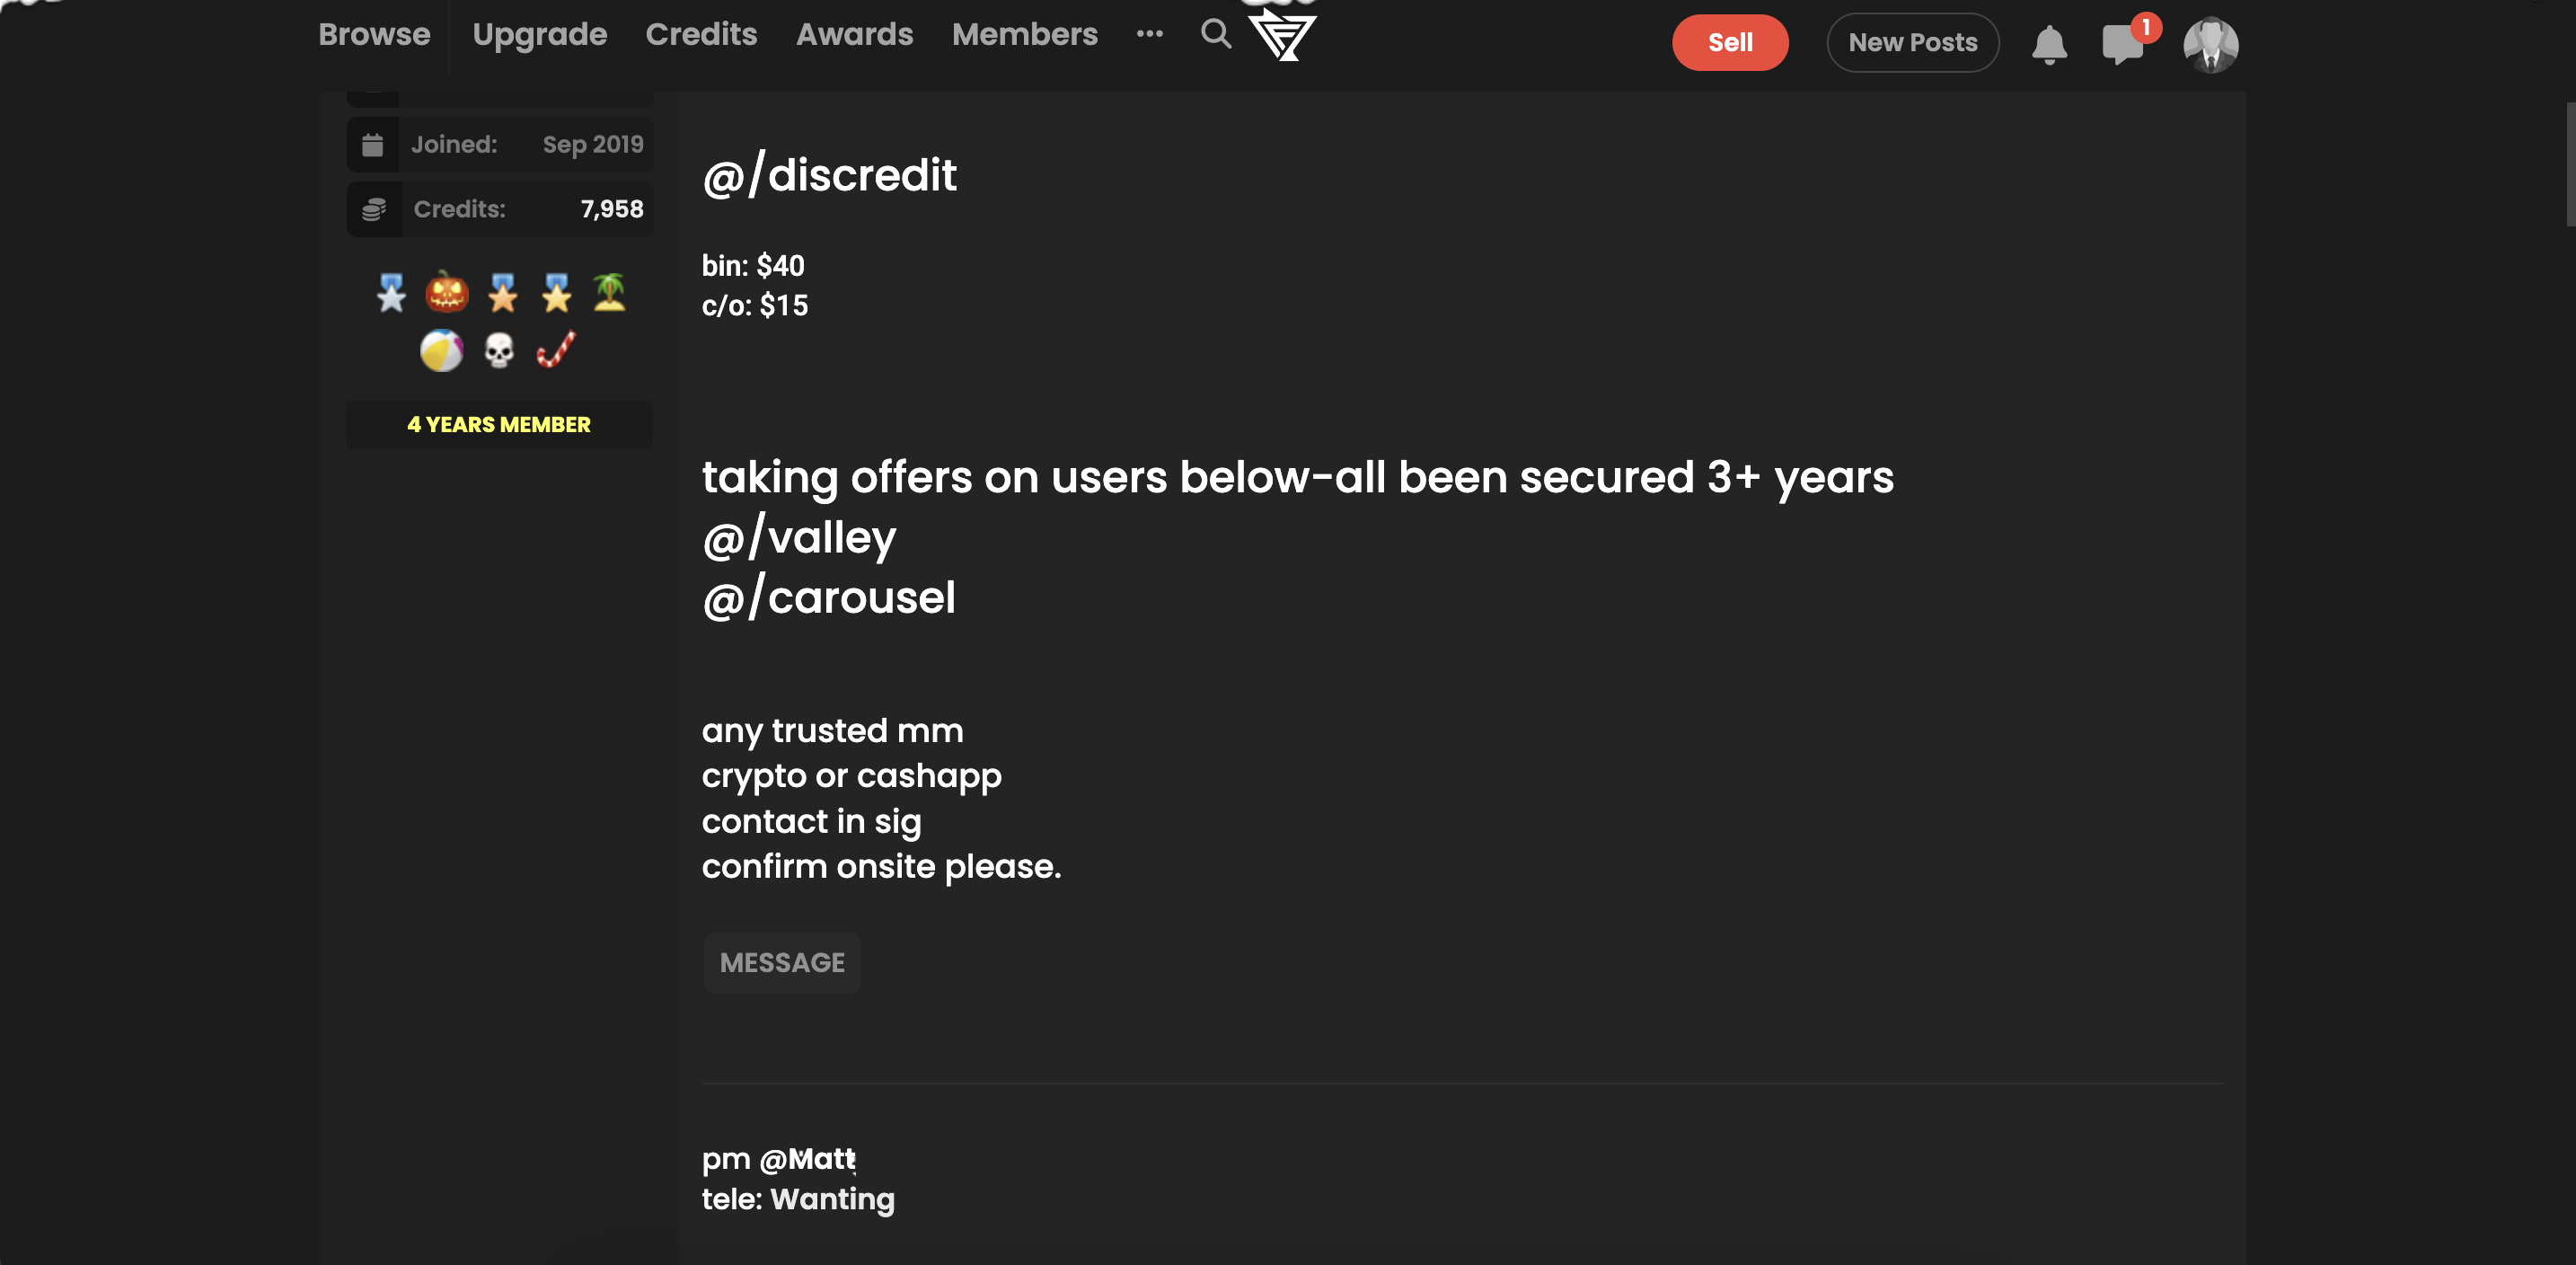 Browse Upgrade Credits Awards Members ••• Sell New Posts 1
Joined: Sep 2019
Credits: 7,958
4 YEARS MEMBER
@/discredit
bin: $40
c/o: $15
taking offers on users below-all been secured 3+ years
@/valley
@/carousel
any trusted mm
crypto or cashapp
contact in sig
confirm onsite please.
MESSAGE
pm @Matt
tele: Wanting